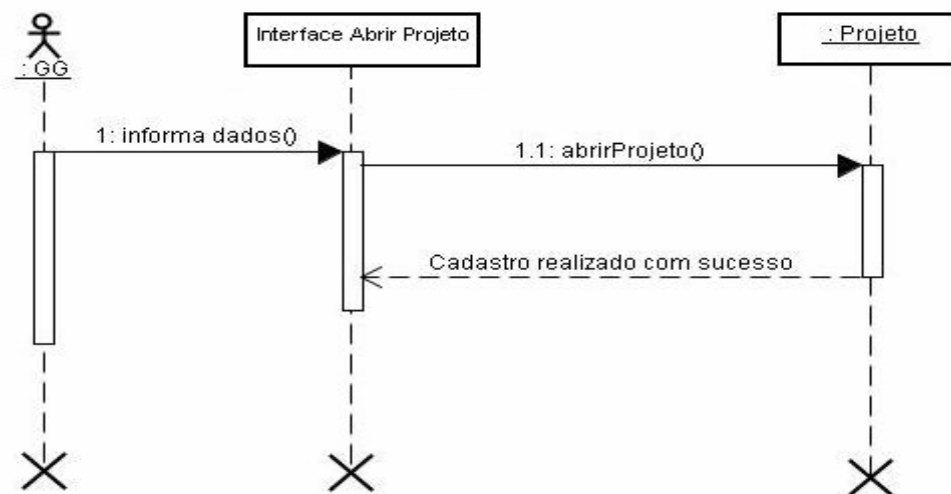 : GG
Interface Abrir Projeto
: Projeto
1: informa dados()
1.1: abrirProjeto()
Cadastro realizado com sucesso